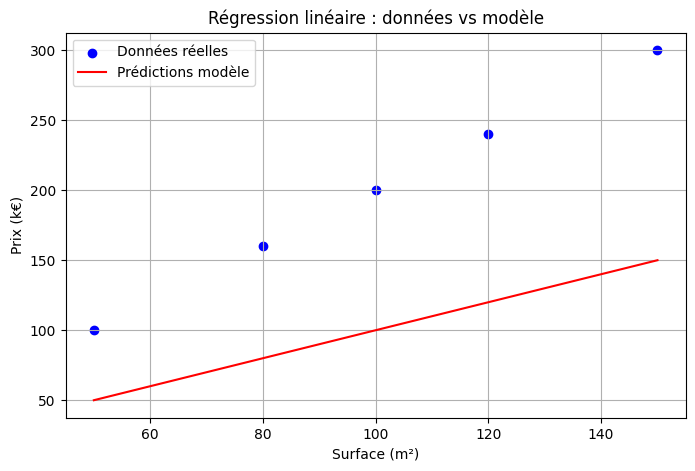 Régression linéaire : données vs modèle
Données réelles
Prédictions modèle
Prix (k€)
300
250
200
150
100
50
60
80
100
120
140
Surface (m²)